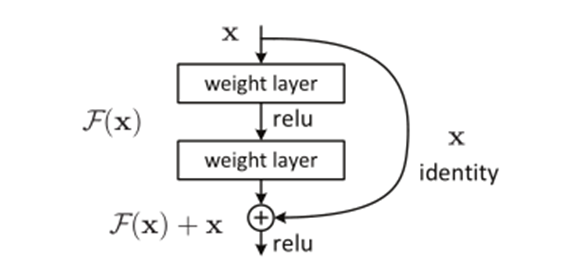 x
weight layer
relu
F(x)
weight layer
x
identity
F(x) + x
+
relu